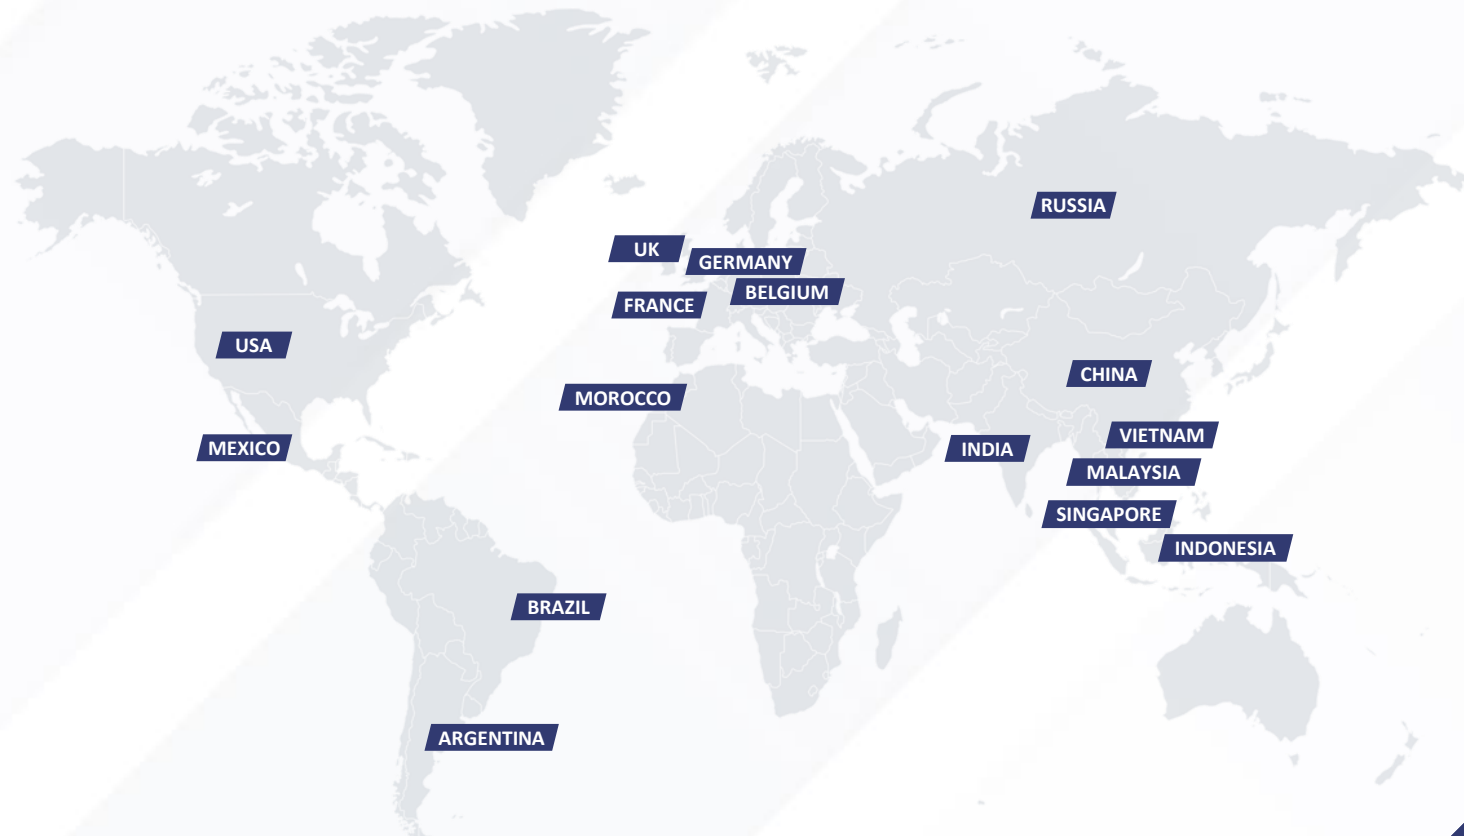 RUSSIA
UK
GERMANY
BELGIUM
FRANCE
USA
CHINA
MOROCCO
VIETNAM
MEXICO
INDIA
MALAYSIA
SINGAPORE
INDONESIA
BRAZIL
ARGENTINA